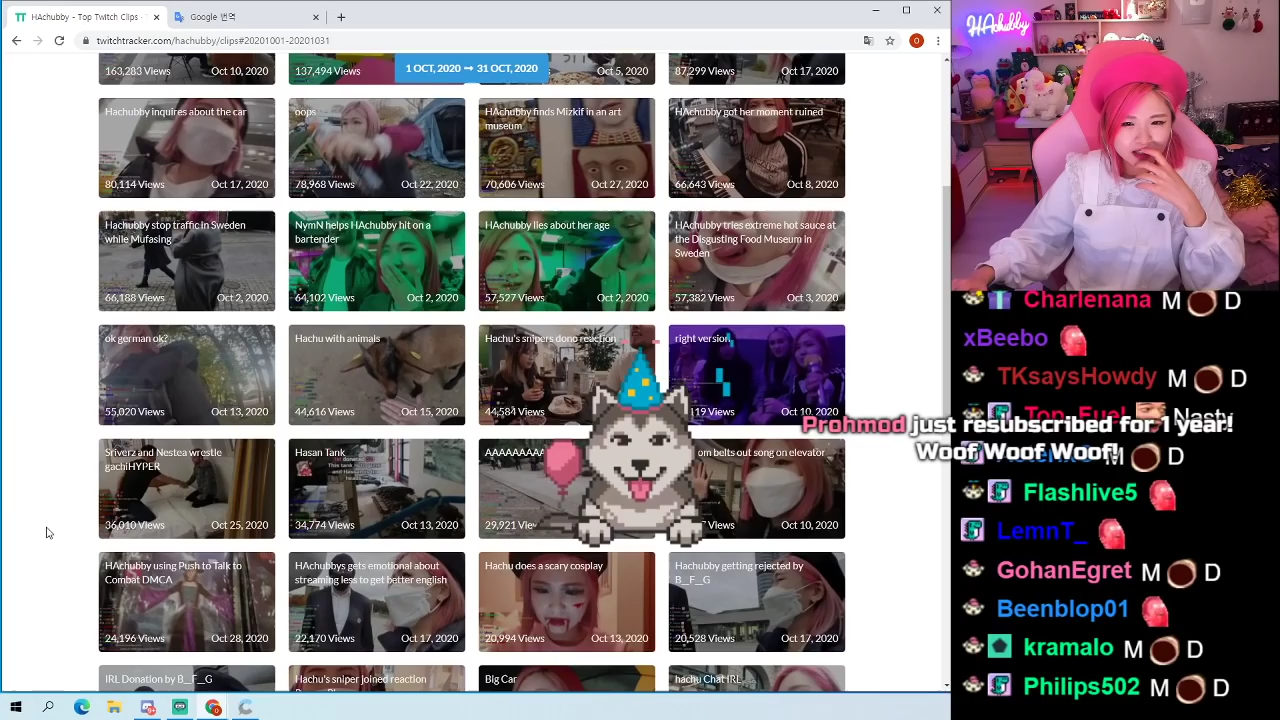 HAchubby - Top Twitch Clips - T
Google 번역
twitchtracker.com/hachubby/clips#20201001-20201031
1 OCT, 2020 ➞ 31 OCT, 2020
163,283 Views Oct 10, 2020
137,494 Views Oct 5, 2020
87,299 Views Oct 17, 2020
Hachubby inquires about the car
80,114 Views Oct 17, 2020
oops
78,968 Views Oct 22, 2020
HAchubby finds Mizkif in an art
museum
70,606 Views Oct 27, 2020
HAchubby got her moment ruined
66,643 Views Oct 8, 2020
Hachubby stop traffic in Sweden
while Mufasing
66,188 Views Oct 2, 2020
NymN helps HAchubby hit on a
bartender
64,102 Views Oct 2, 2020
HAchubby lies about her age
57,527 Views Oct 2, 2020
HAchubby tries extreme hot sauce at
the Disgusting Food Museum in
Sweden
57,382 Views Oct 3, 2020
ok german ok?
55,020 Views Oct 13, 2020
Hachu with animals
44,616 Views Oct 15, 2020
Hachu's snipers dono reaction
44,584
right version
119 Views Oct 10, 2020
Sriverz and Nestea wrestle
gachiHYPER
36,010 Views Oct 25, 2020
Hasan Tank
34,774 Views Oct 13, 2020
AAAAAAAAA
29,921
om belts out song on elevator
Oct 10, 2020
HAchubby using Push to Talk to
Combat DMCA
24,196 Views Oct 28, 2020
HAchubbys gets emotional about
streaming less to get better english
22,170 Views Oct 17, 2020
Hachu does a scary cosplay
20,994 Views Oct 13, 2020
Hachubby getting rejected by
B__F__G
20,528 Views Oct 17, 2020
IRL Donation by B__F__G
Hachu's sniper joined reaction
Big Car
hachu Chat IRL
HAchubby
Charlenana M D
xBeebo
TKsaysHowdy M D
Top_Fuel Nasty
Prohmod just resubscribed for 1 year!
Woof Woof Woof!
M D
Flashlive5
LemnT_
GohanEgret M D
Beenblop01
kramalo M D
Philips502 M D